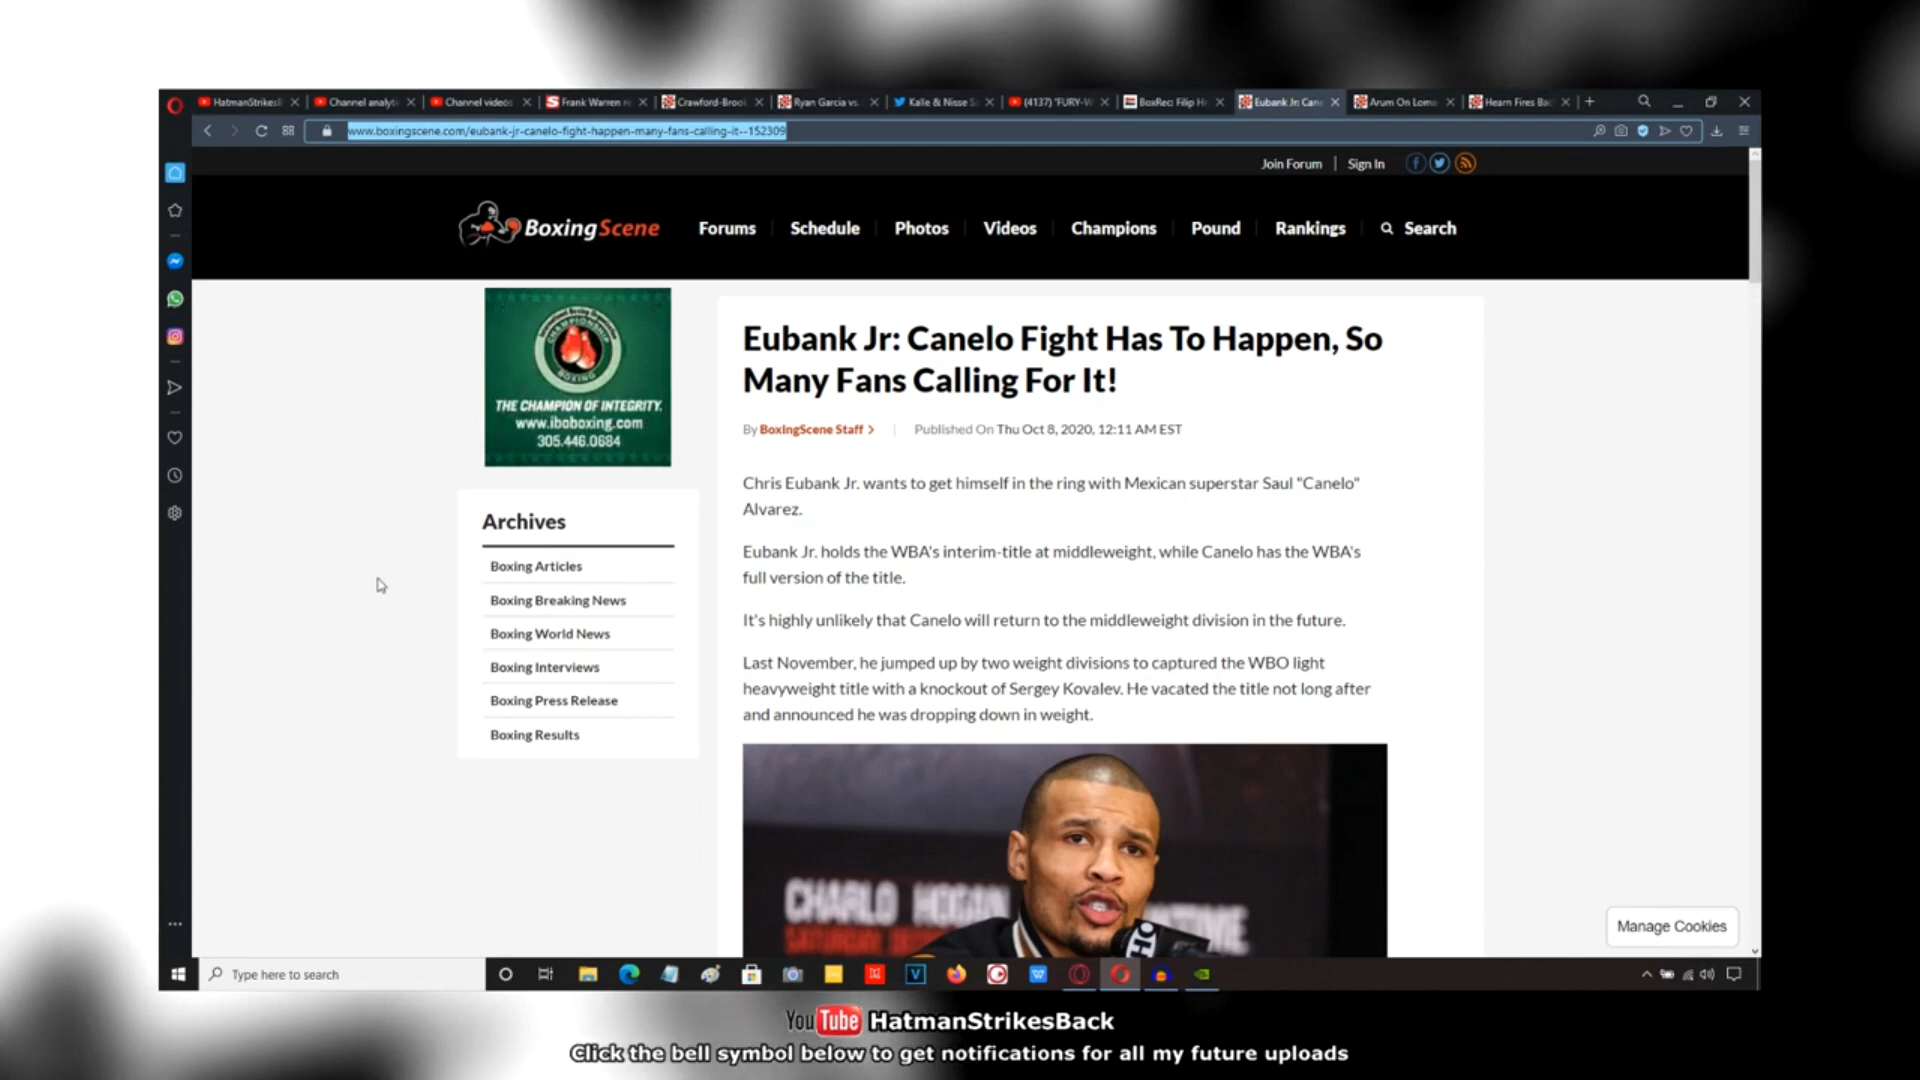 HatmanStrikesB
Channel analyti
Channel videos
Frank Warren re
Crawford-Brook
Ryan Garcia vs.
Kalle & Nisse S
(4137) "FURY-W
BoxRec: Filip Hr
Eubank Jr: Cane
Arum On Loma
Hearn Fires Bac
www.boxingscene.com/eubank-jr-canelo-fight-happen-many-fans-calling-it--152309
Join Forum | Sign In
BoxingScene
Forums
Schedule
Photos
Videos
Champions
Pound
Rankings
Search
CHAMPIONSHIP
BOXING
THE CHAMPION OF INTEGRITY.
www.iboboxing.com
305.446.0684
Archives
Boxing Articles
Boxing Breaking News
Boxing World News
Boxing Interviews
Boxing Press Release
Boxing Results
Eubank Jr: Canelo Fight Has To Happen, So
Many Fans Calling For It!
By BoxingScene Staff > | Published On Thu Oct 8, 2020, 12:11 AM EST
Chris Eubank Jr. wants to get himself in the ring with Mexican superstar Saul "Canelo"
Alvarez.
Eubank Jr. holds the WBA's interim-title at middleweight, while Canelo has the WBA's
full version of the title.
It's highly unlikely that Canelo will return to the middleweight division in the future.
Last November, he jumped up by two weight divisions to captured the WBO light
heavyweight title with a knockout of Sergey Kovalev. He vacated the title not long after
and announced he was dropping down in weight.
CHARLO HOGAN
Manage Cookies
Type here to search
YouTube HatmanStrikesBack
Click the bell symbol below to get notifications for all my future uploads